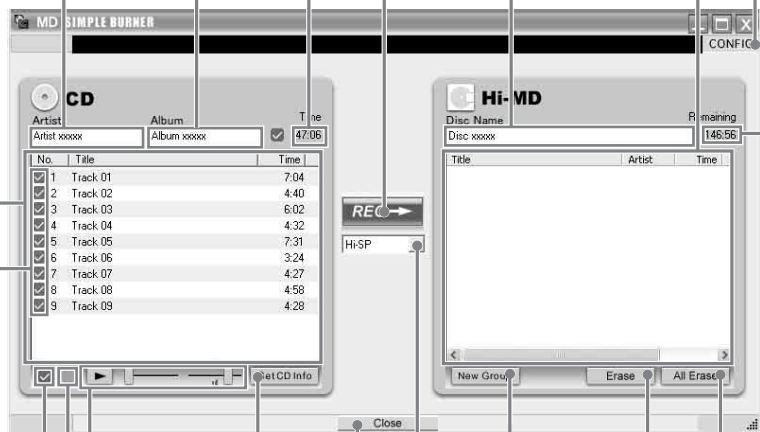 MD SIMPLE BURNER
CONFIG
CD
Artist Album Time
Artist xxxxx Album xxxxx 47:06
No. Title Time
1 Track 01 7:04
2 Track 02 4:40
3 Track 03 6:02
4 Track 04 4:32
5 Track 05 7:31
6 Track 06 3:24
7 Track 07 4:27
8 Track 08 4:58
9 Track 09 4:28
Get CD Info
REC
Hi-SP
Hi-MD
Disc Name Remaining
Disc xxxxx 146:56
Title Artist Time
New Group Erase All Erase
Close